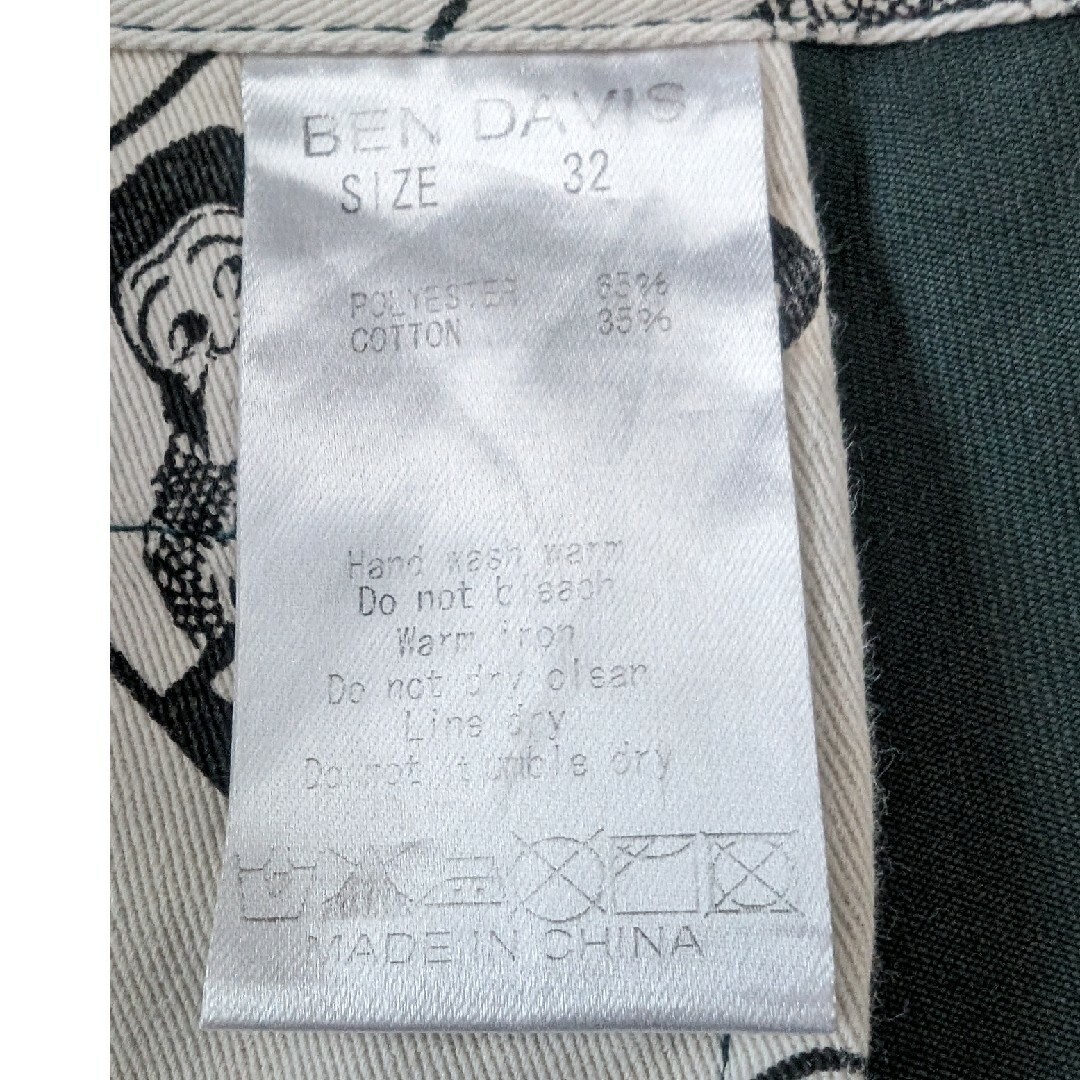 BEN DAVIS
SIZE 32
POLYESTER 65%
COTTON 35%
Hand wash warm
Do not bleach
Warm iron
Do not dry clean
Line dry
Do not tumble dry
MADE IN CHINA